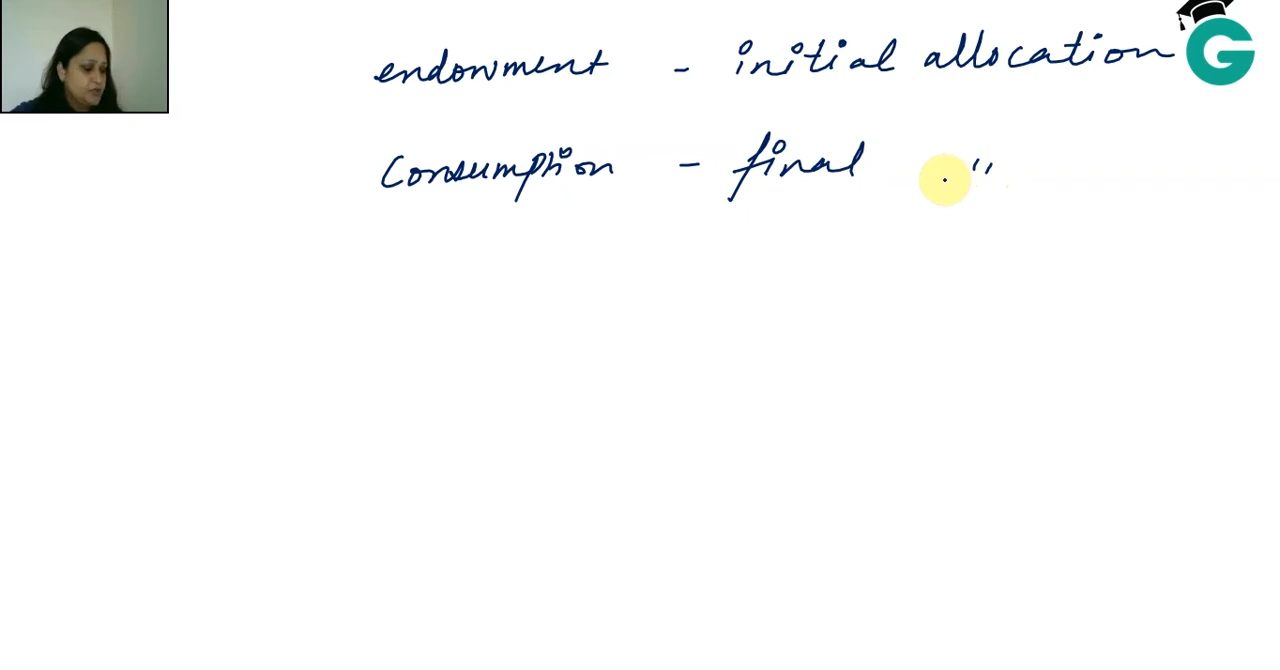 endowment - initial allocation
Consumption - final "
G